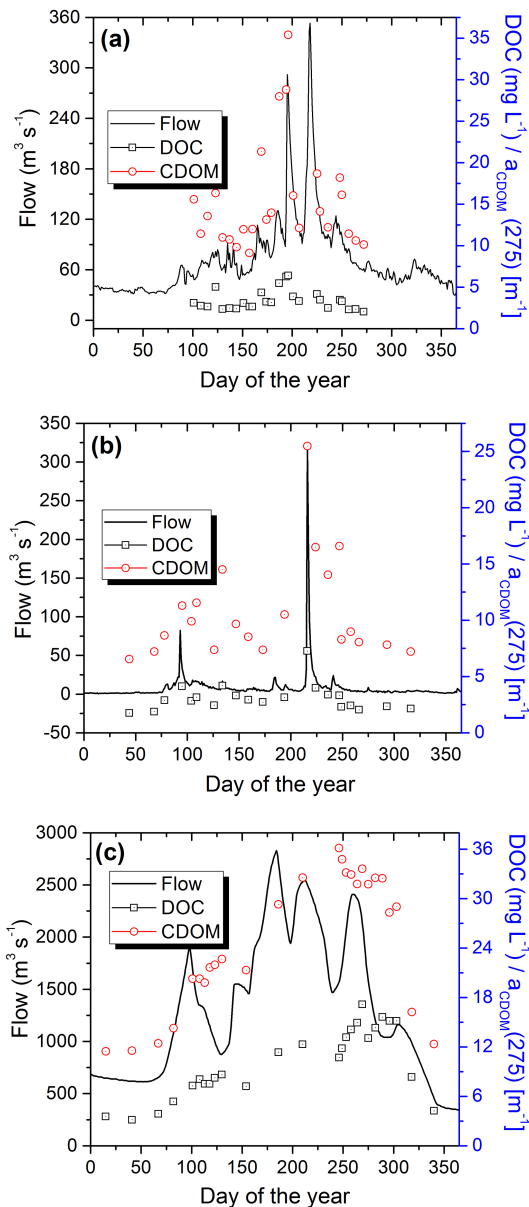 (a)
Flow
DOC
CDOM
Flow (m³ s⁻¹)
0
60
120
180
240
300
360
DOC (mg L⁻¹) / a_CDOM(275) [m⁻¹]
0
5
10
15
20
25
30
35
0 50 100 150 200 250 300 350
Day of the year
(b)
Flow
DOC
CDOM
Flow (m³ s⁻¹)
-50
0
50
100
150
200
250
300
350
DOC (mg L⁻¹) / a_CDOM(275) [m⁻¹]
0
5
10
15
20
25
0 50 100 150 200 250 300 350
Day of the year
(c)
Flow
DOC
CDOM
Flow (m³ s⁻¹)
0
500
1000
1500
2000
2500
3000
DOC (mg L⁻¹) / a_CDOM(275) [m⁻¹]
0
6
12
18
24
30
36
0 50 100 150 200 250 300 350
Day of the year